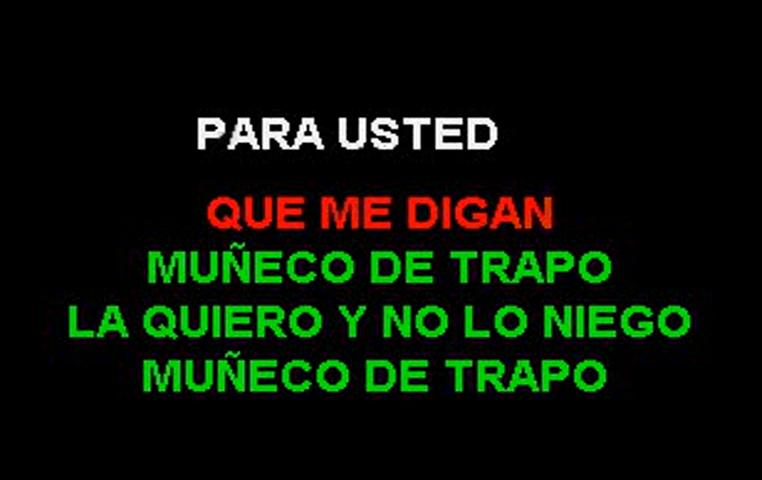 PARA USTED
QUE ME DIGAN
MUÑECO DE TRAPO
LA QUIERO Y NO LO NIEGO
MUÑECO DE TRAPO